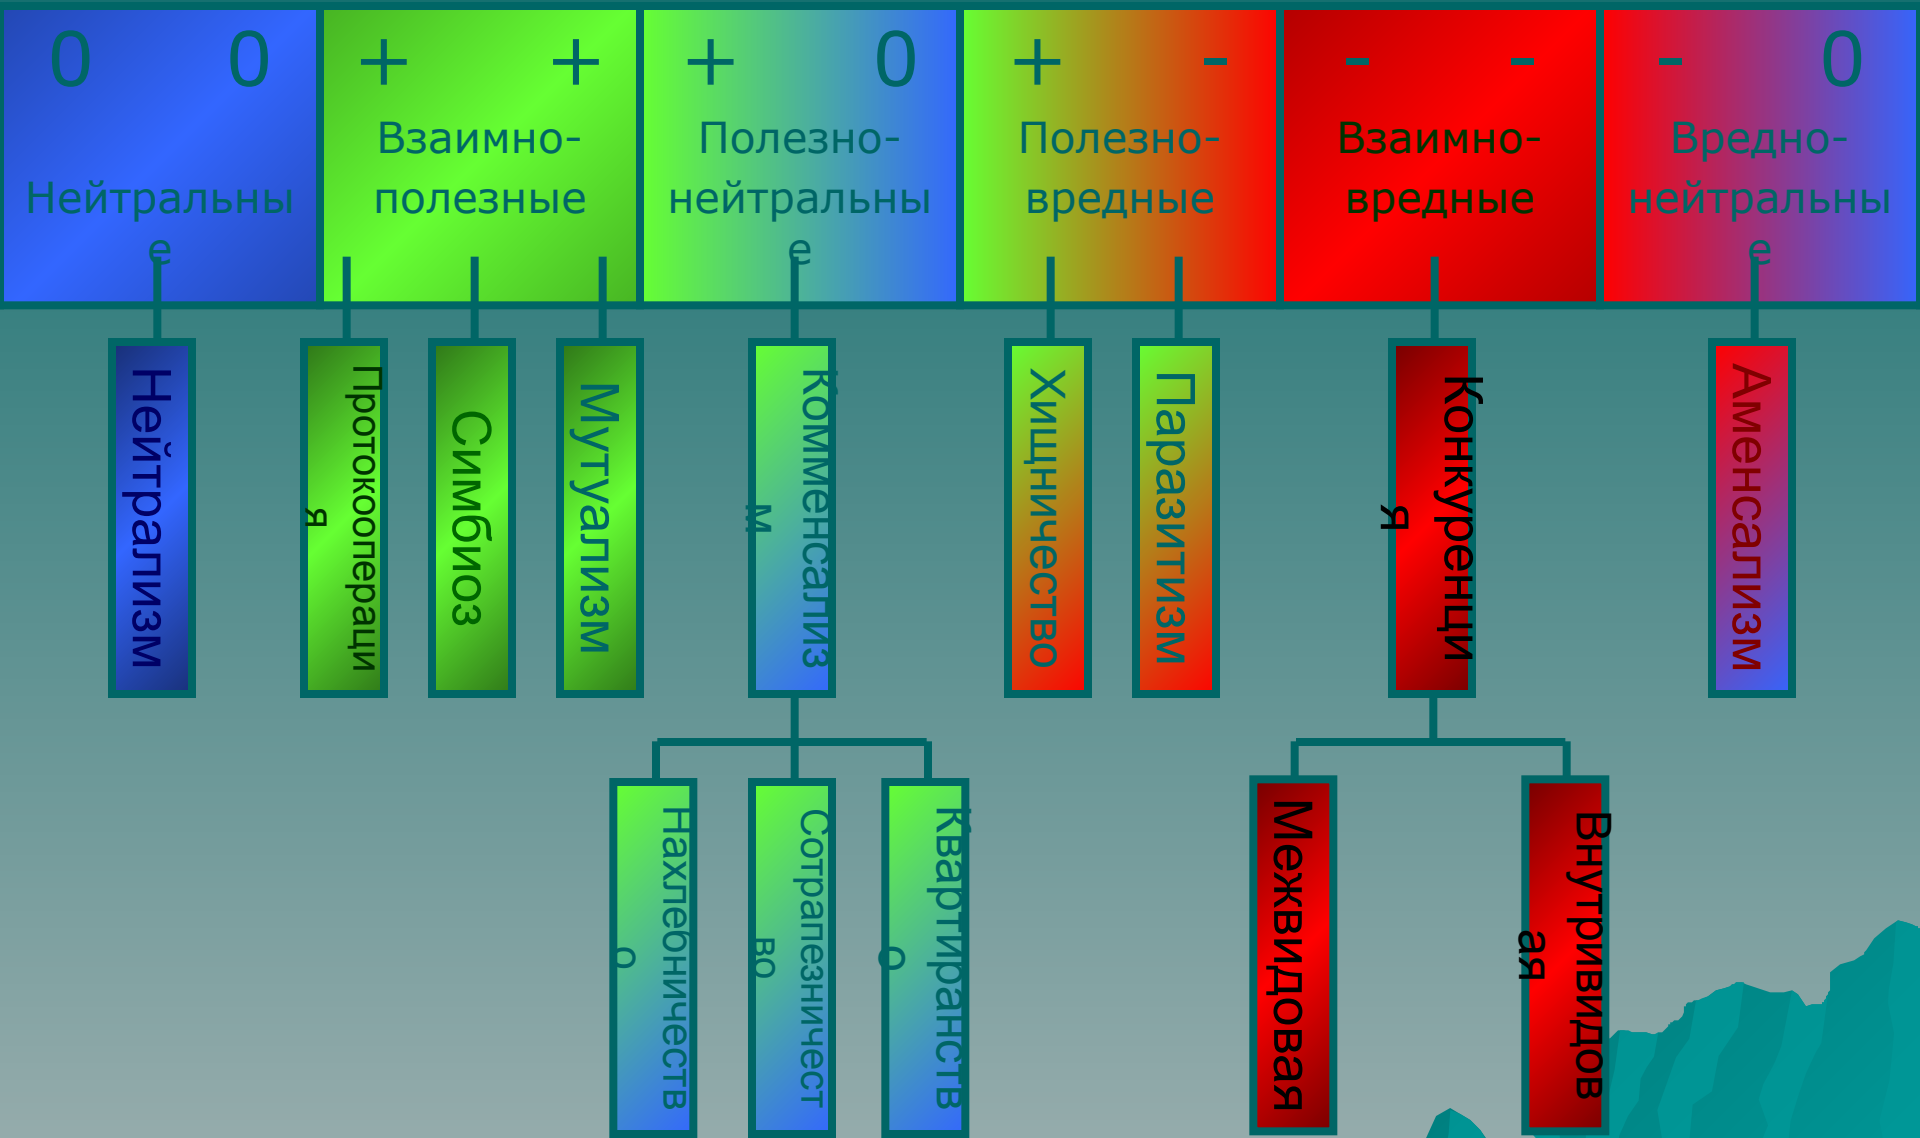 0 0
Нейтральны
е
+ +
Взаимно-
полезные
+ 0
Полезно-
нейтральны
е
+ -
Полезно-
вредные
- -
Взаимно-
вредные
- 0
Вредно-
нейтральны
е
Нейтрализм
Протокоопераци
я
Симбиоз
Мутуализм
Комменсализ
м
Хищничество
Паразитизм
Конкуренци
я
Аменсализм
Нахлебничеств
о
Сотрапезничест
во
Квартиранств
о
Межвидовая
Внутривидов
ая